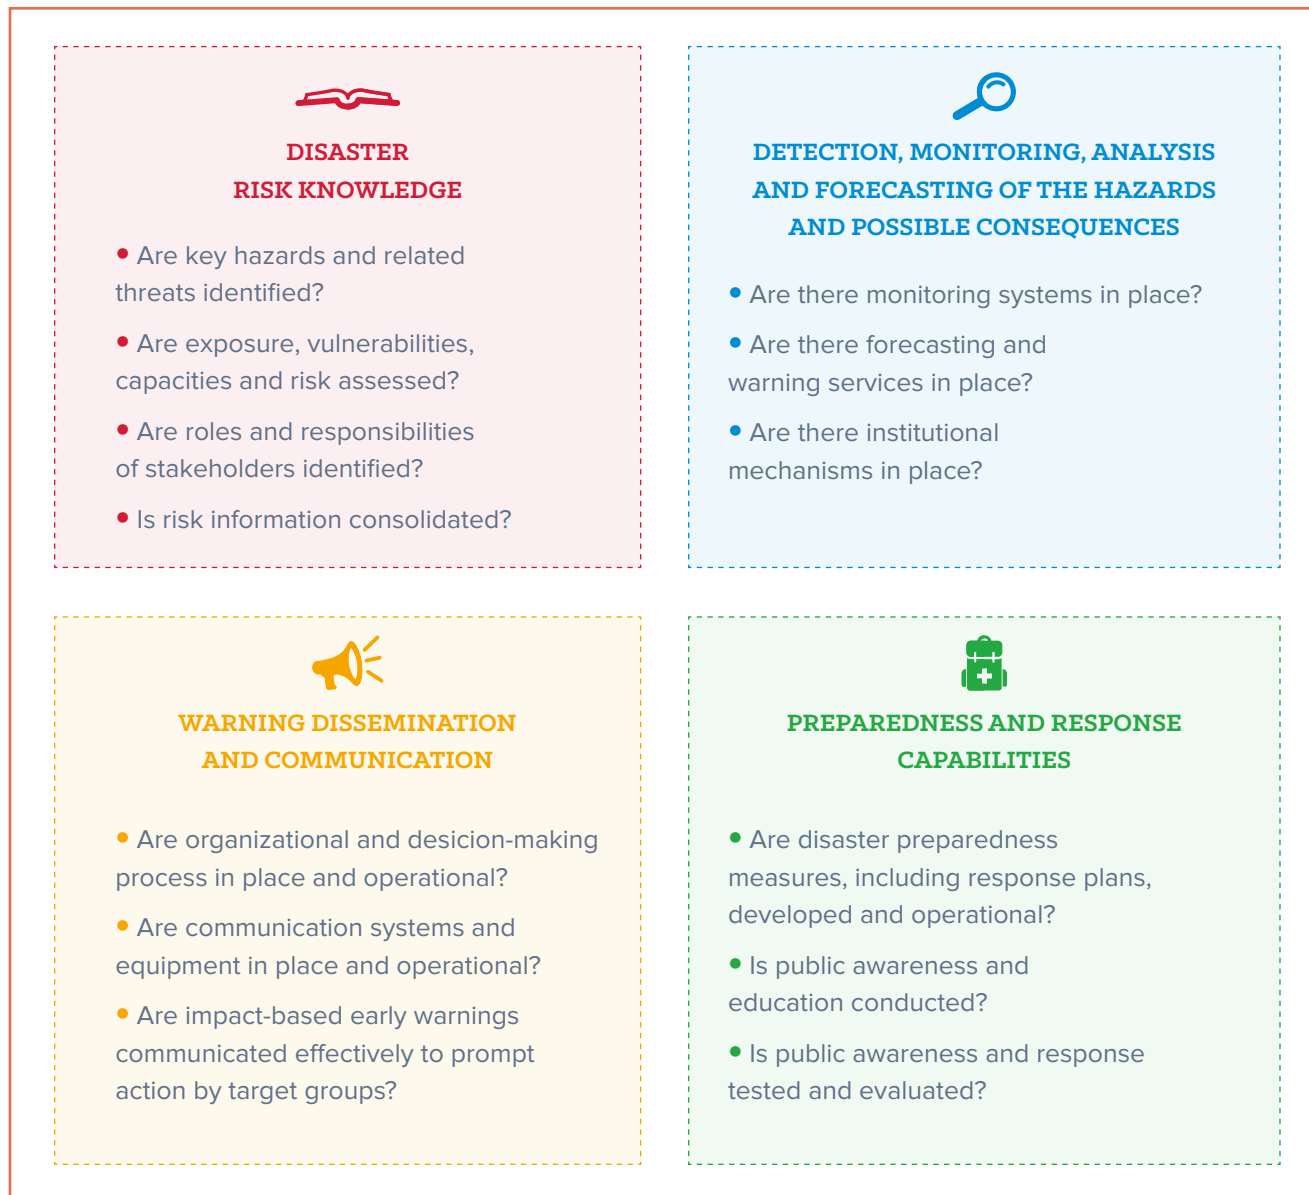 DISASTER
RISK KNOWLEDGE
• Are key hazards and related
threats identified?
• Are exposure, vulnerabilities,
capacities and risk assessed?
• Are roles and responsibilities
of stakeholders identified?
• Is risk information consolidated?
DETECTION, MONITORING, ANALYSIS
AND FORECASTING OF THE HAZARDS
AND POSSIBLE CONSEQUENCES
• Are there monitoring systems in place?
• Are there forecasting and
warning services in place?
• Are there institutional
mechanisms in place?
WARNING DISSEMINATION
AND COMMUNICATION
• Are organizational and desicion-making
process in place and operational?
• Are communication systems and
equipment in place and operational?
• Are impact-based early warnings
communicated effectively to prompt
action by target groups?
PREPAREDNESS AND RESPONSE
CAPABILITIES
• Are disaster preparedness
measures, including response plans,
developed and operational?
• Is public awareness and
education conducted?
• Is public awareness and response
tested and evaluated?